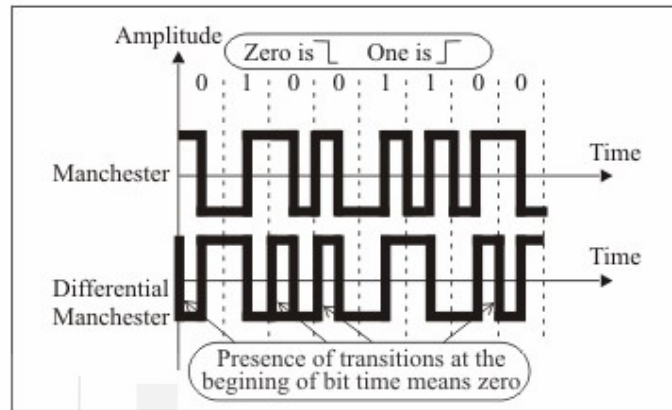 Amplitude
Zero is One is
0 1 0 0 1 1 0 0
Time
Manchester
Time
Differential
Manchester
Presence of transitions at the
begining of bit time means zero